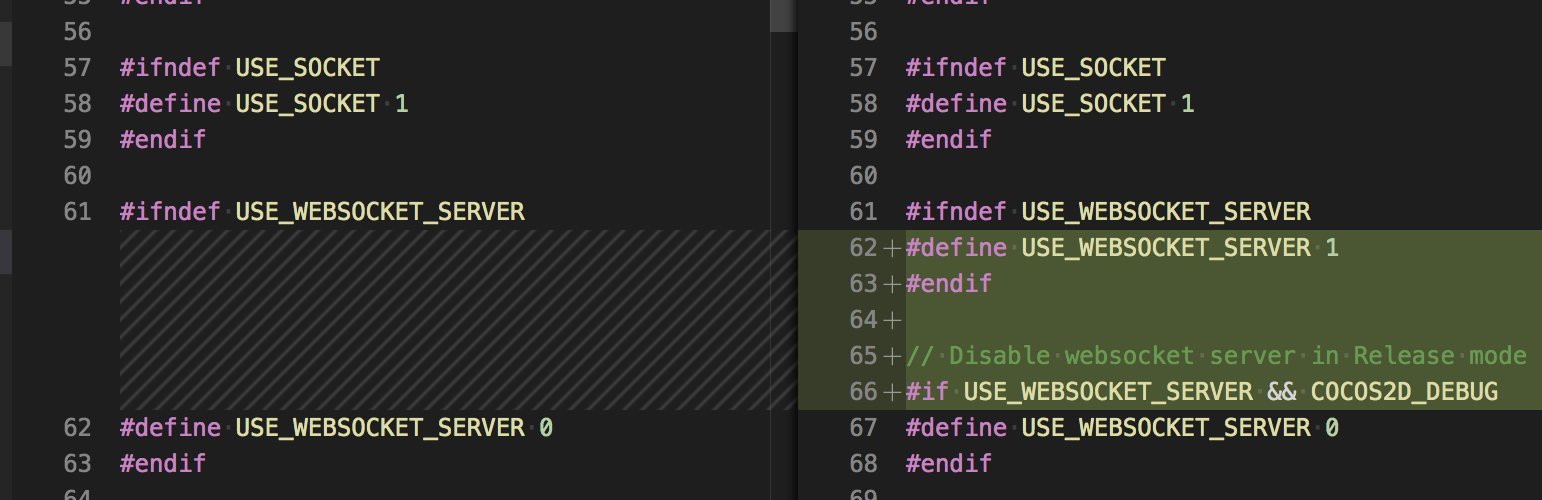 55 #endif
56
57 #ifndef USE_SOCKET
58 #define USE_SOCKET 1
59 #endif
60
61 #ifndef USE_WEBSOCKET_SERVER
62 #define USE_WEBSOCKET_SERVER 0
63 #endif
64
55 #endif
56
57 #ifndef USE_SOCKET
58 #define USE_SOCKET 1
59 #endif
60
61 #ifndef USE_WEBSOCKET_SERVER
62+ #define USE_WEBSOCKET_SERVER 1
63+ #endif
64+
65+ // Disable websocket server in Release mode
66+ #if USE_WEBSOCKET_SERVER && COCOS2D_DEBUG
67 #define USE_WEBSOCKET_SERVER 0
68 #endif
69